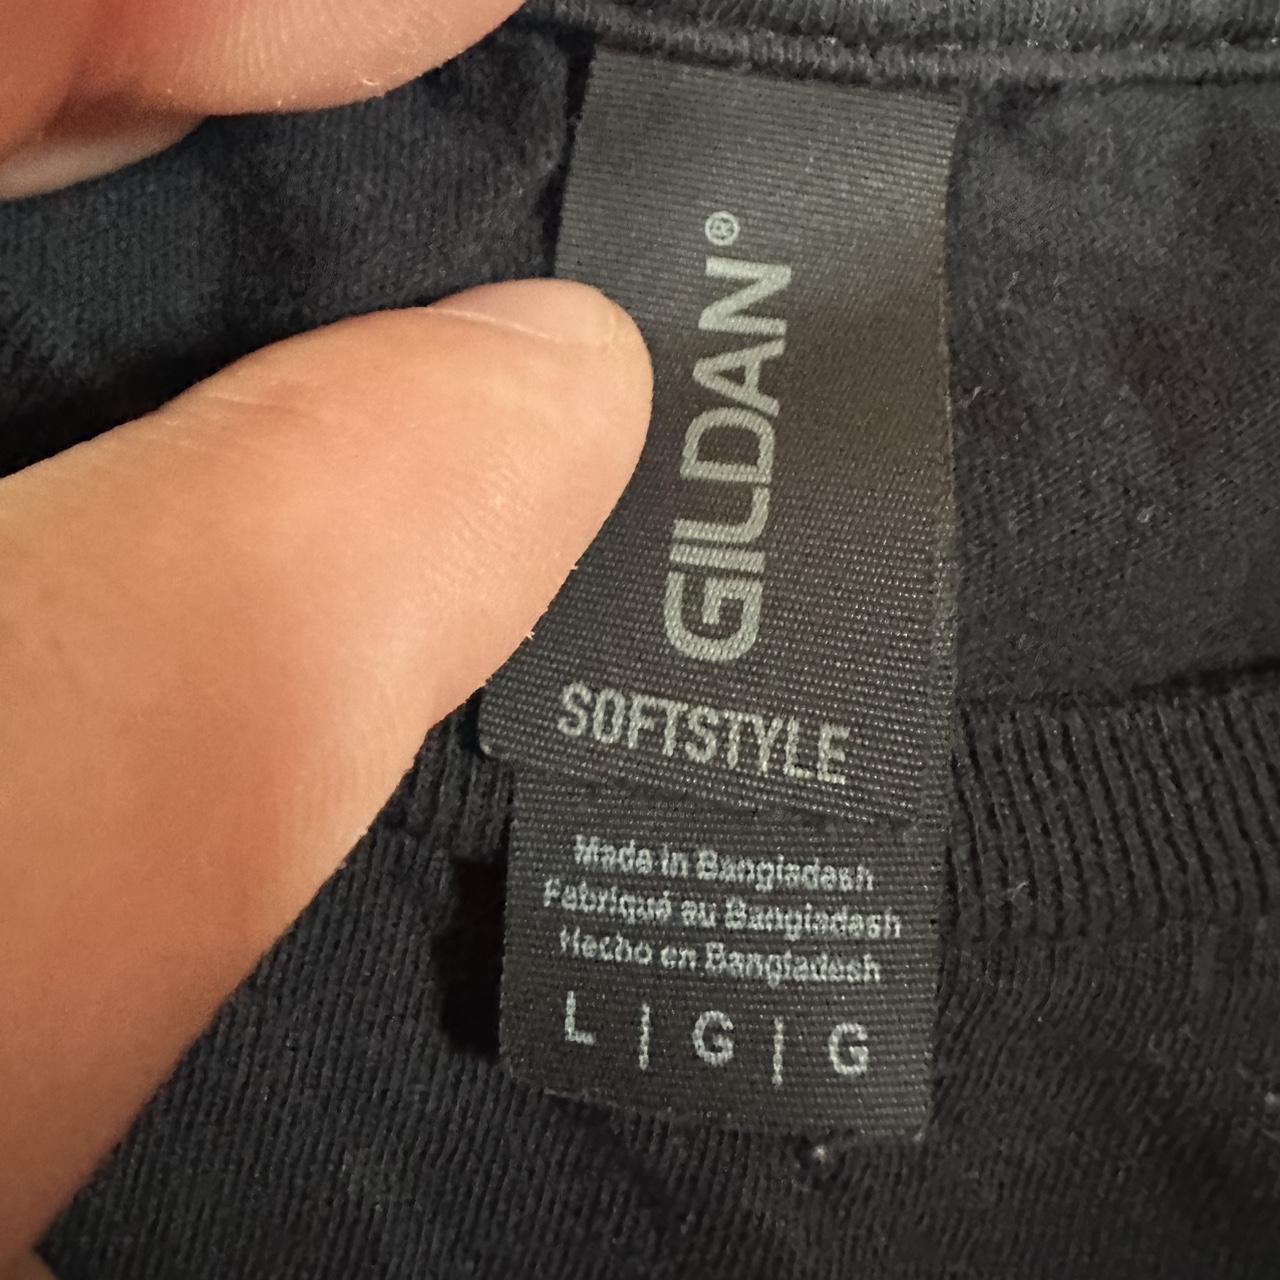 GILDAN®
SOFTSTYLE
Made in Bangladesh
Fabriqué au Bangladesh
Hecho en Bangladesh
L | G | G